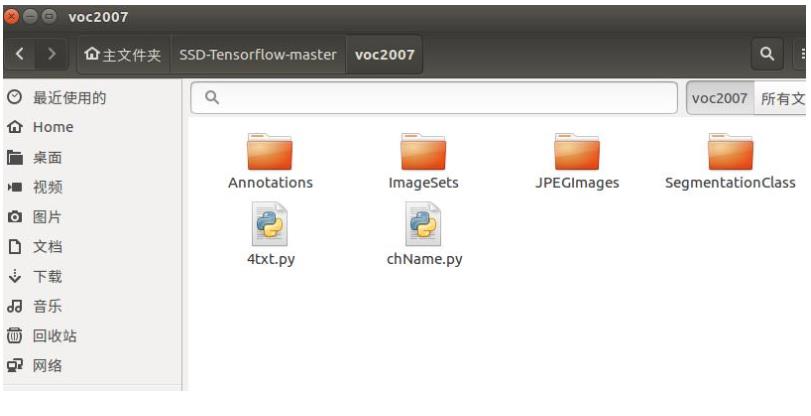 voc2007
主文件夹 SSD-Tensorflow-master voc2007
voc2007 所有文
最近使用的
Home
桌面
视频
图片
文档
下载
音乐
回收站
网络
Annotations ImageSets JPEGImages SegmentationClass
4txt.py chName.py